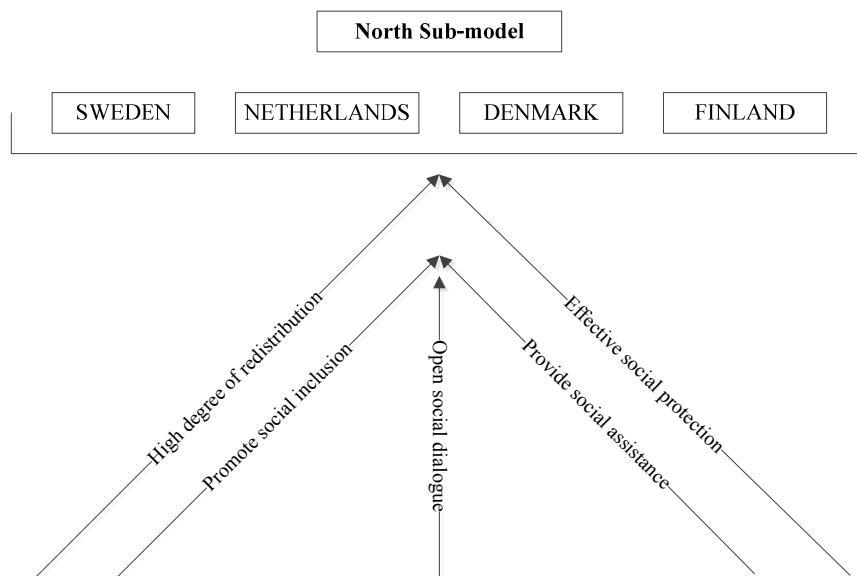 North Sub-model
SWEDEN
NETHERLANDS
DENMARK
FINLAND
High degree of redistribution
Promote social inclusion
Open social dialogue
Provide social assistance
Effective social protection